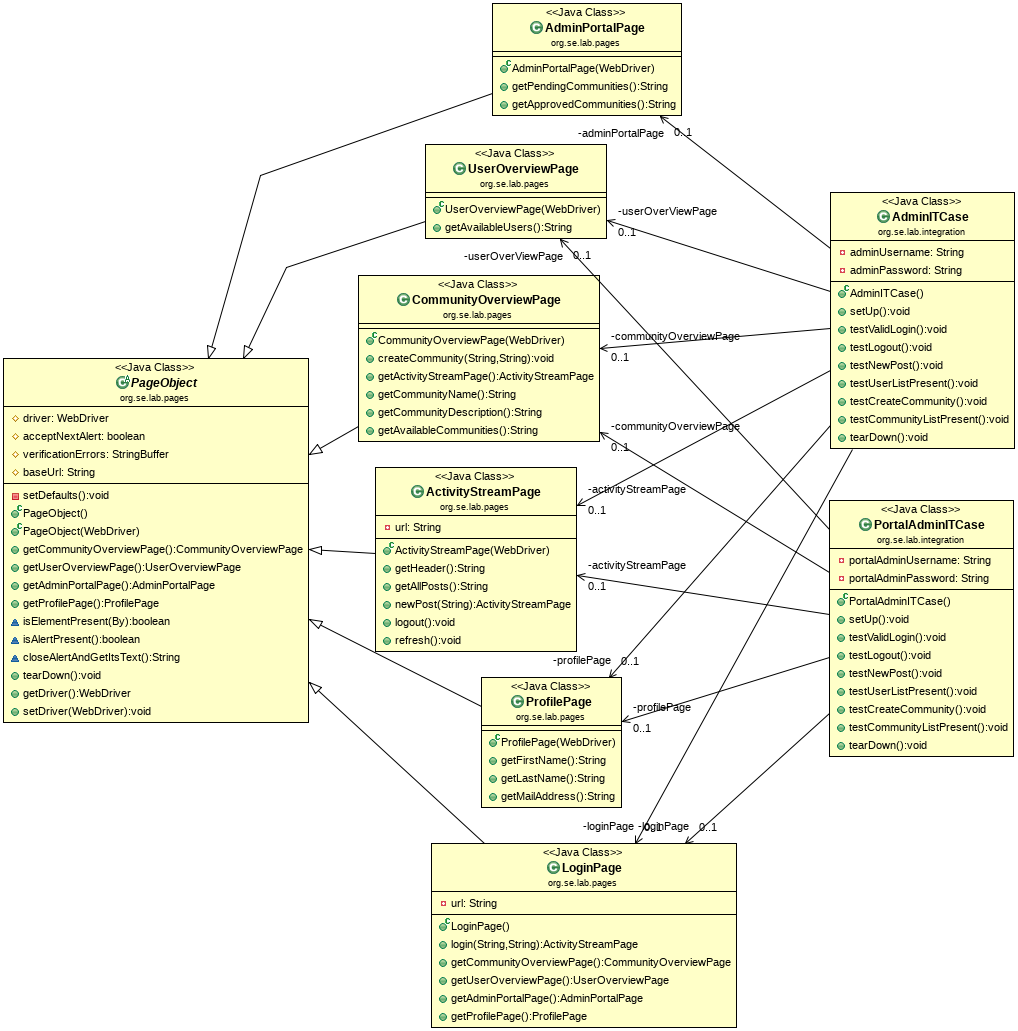 <<Java Class>>
AdminPortalPage
org.se.lab.pages
AdminPortalPage(WebDriver)
getPendingCommunities():String
getApprovedCommunities():String
-adminPortalPage
0..1
<<Java Class>>
UserOverviewPage
org.se.lab.pages
UserOverviewPage(WebDriver)
getAvailableUsers():String
-userOverViewPage
0..1
-userOverViewPage
0..1
<<Java Class>>
AdminITCase
org.se.lab.integration
adminUsername: String
adminPassword: String
AdminITCase()
setUp():void
testValidLogin():void
testLogout():void
testNewPost():void
testUserListPresent():void
testCreateCommunity():void
testCommunityListPresent():void
tearDown():void
<<Java Class>>
CommunityOverviewPage
org.se.lab.pages
CommunityOverviewPage(WebDriver)
createCommunity(String,String):void
getActivityStreamPage():ActivityStreamPage
getCommunityName():String
getCommunityDescription():String
getAvailableCommunities():String
-communityOverviewPage
0..1
-communityOverviewPage
0..1
<<Java Class>>
PageObject
org.se.lab.pages
driver: WebDriver
acceptNextAlert: boolean
verificationErrors: StringBuffer
baseUrl: String
setDefaults():void
PageObject()
PageObject(WebDriver)
getCommunityOverviewPage():CommunityOverviewPage
getUserOverviewPage():UserOverviewPage
getAdminPortalPage():AdminPortalPage
getProfilePage():ProfilePage
isElementPresent(By):boolean
isAlertPresent():boolean
closeAlertAndGetItsText():String
tearDown():void
getDriver():WebDriver
setDriver(WebDriver):void
<<Java Class>>
ActivityStreamPage
org.se.lab.pages
url: String
ActivityStreamPage(WebDriver)
getHeader():String
getAllPosts():String
newPost(String):ActivityStreamPage
logout():void
refresh():void
-activityStreamPage
0..1
-activityStreamPage
0..1
<<Java Class>>
PortalAdminITCase
org.se.lab.integration
portalAdminUsername: String
portalAdminPassword: String
PortalAdminITCase()
setUp():void
testValidLogin():void
testLogout():void
testNewPost():void
testUserListPresent():void
testCreateCommunity():void
testCommunityListPresent():void
tearDown():void
-profilePage
0..1
<<Java Class>>
ProfilePage
org.se.lab.pages
ProfilePage(WebDriver)
getFirstName():String
getLastName():String
getMailAddress():String
-profilePage
0..1
-loginPage
0..1
-loginPage
0..1
<<Java Class>>
LoginPage
org.se.lab.pages
url: String
LoginPage()
login(String,String):ActivityStreamPage
getCommunityOverviewPage():CommunityOverviewPage
getUserOverviewPage():UserOverviewPage
getAdminPortalPage():AdminPortalPage
getProfilePage():ProfilePage